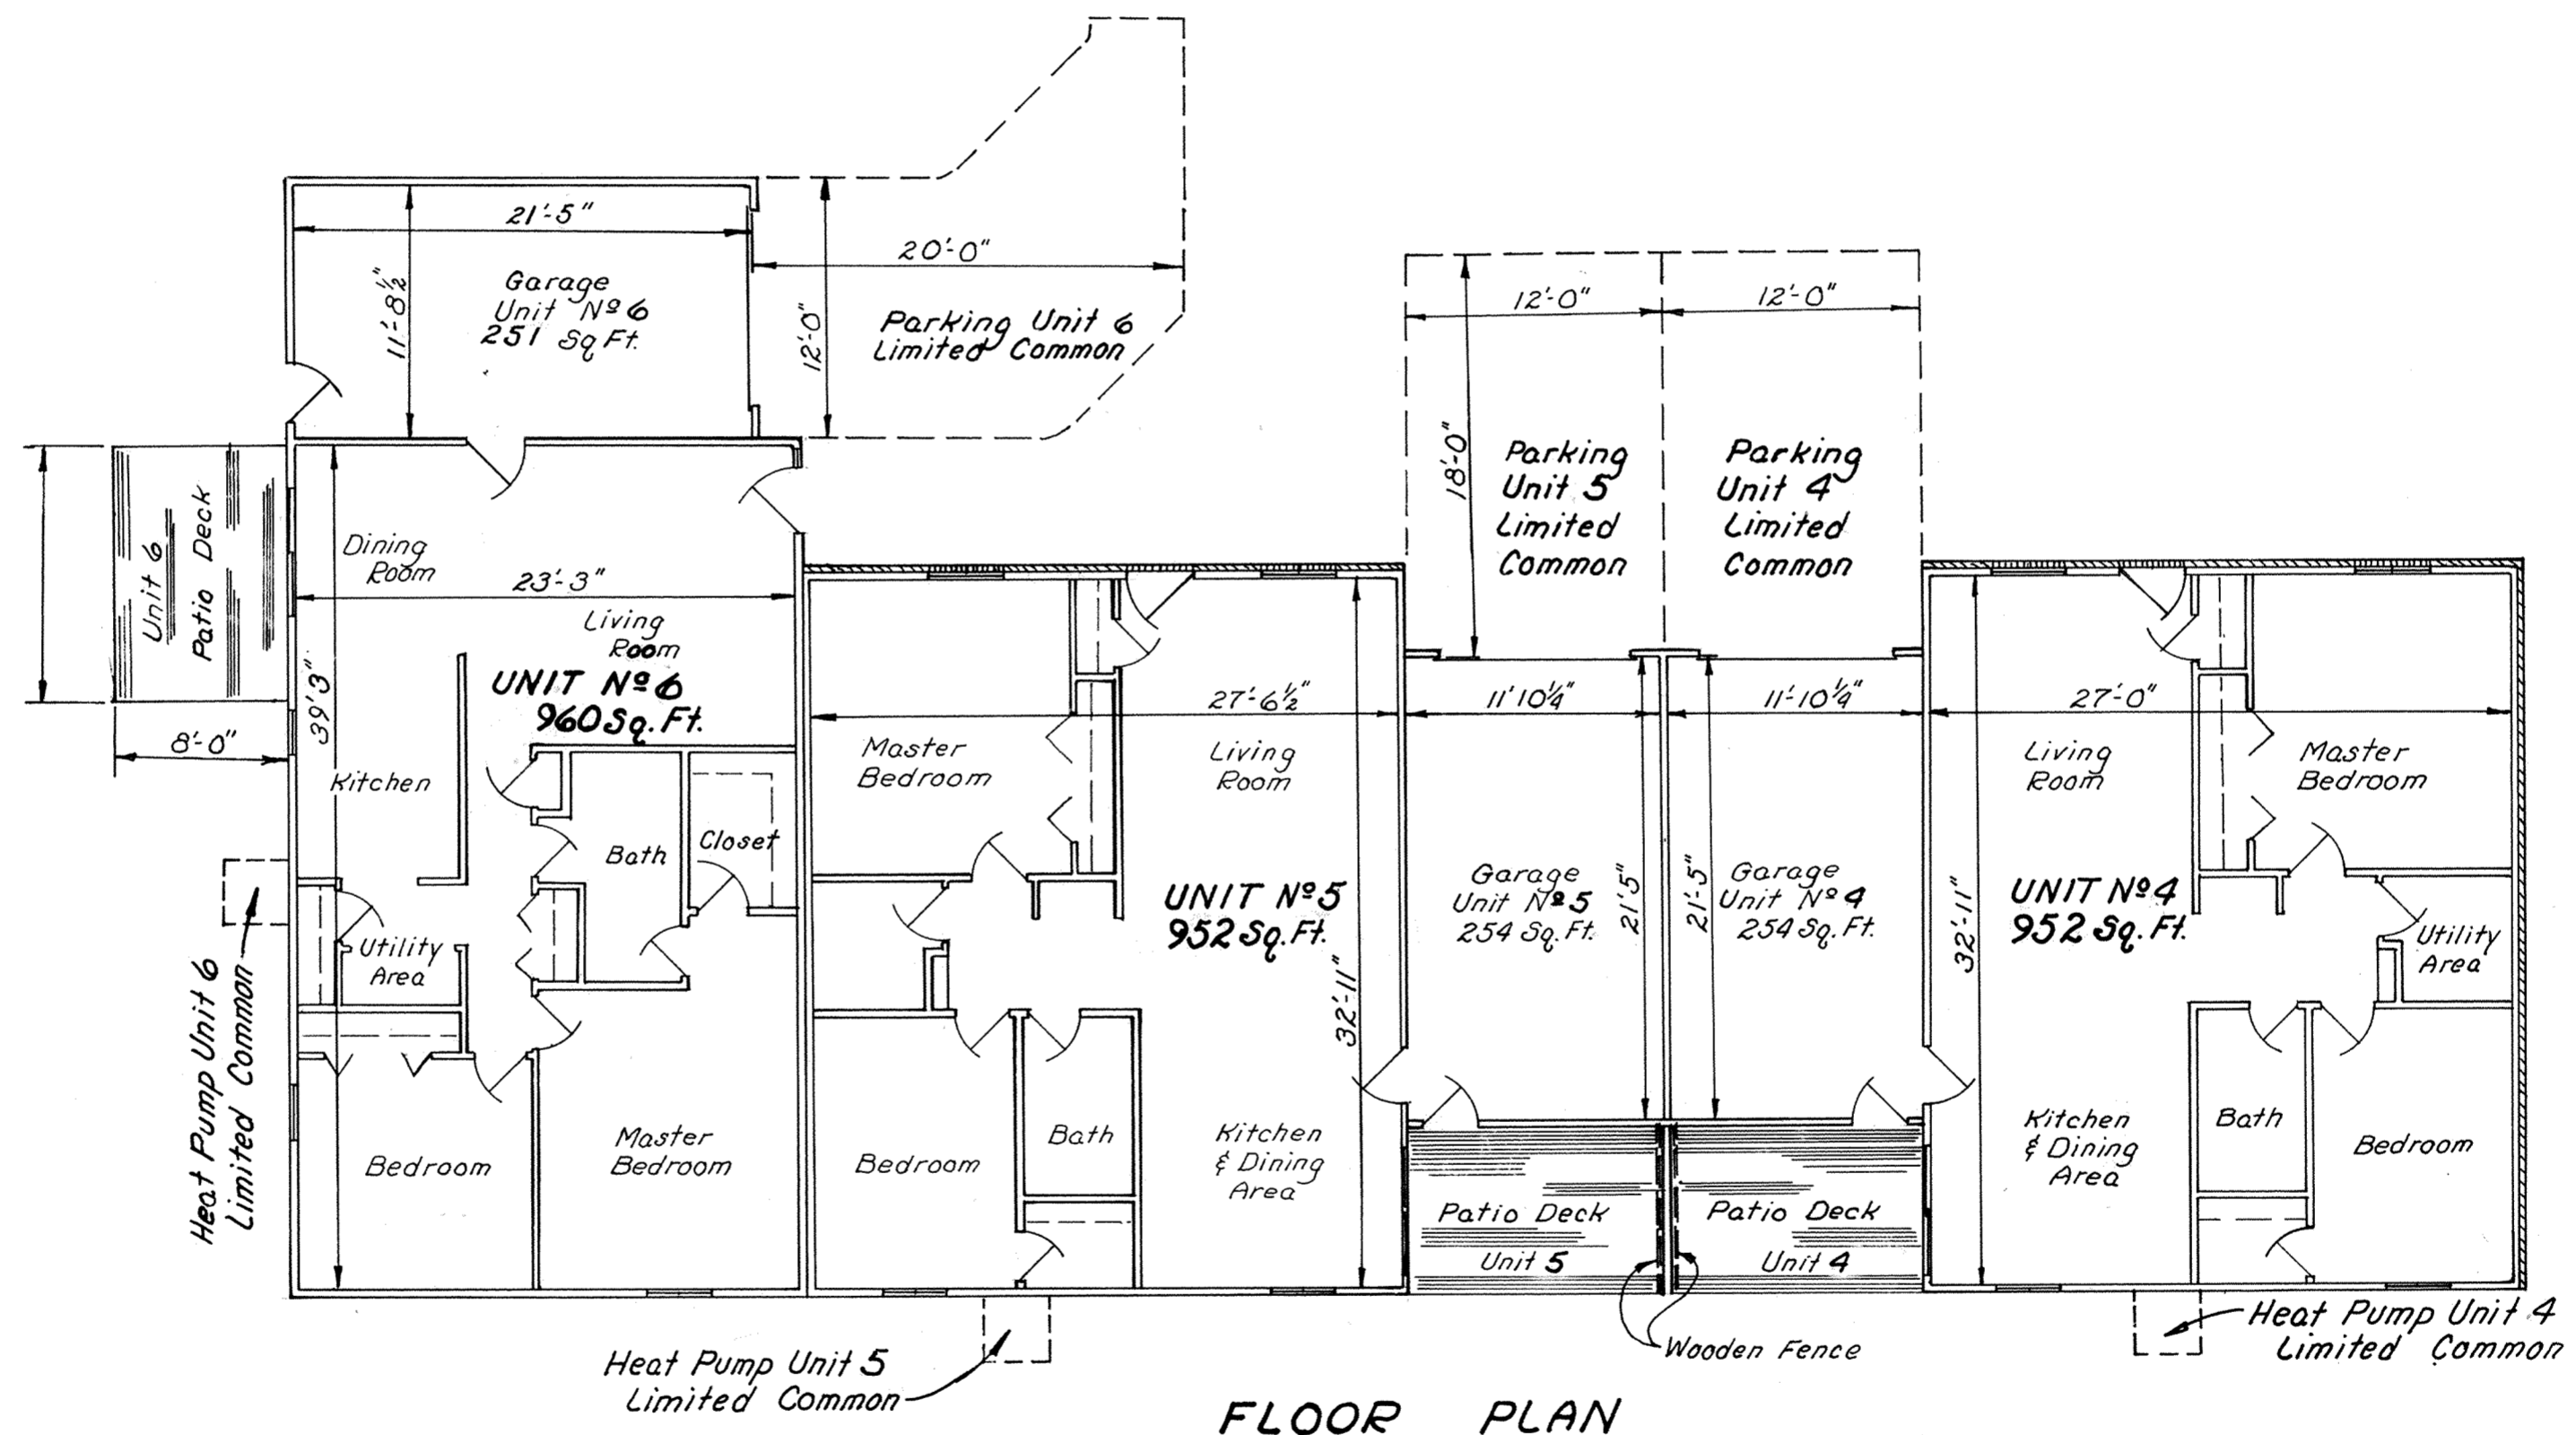 21'-5"
Garage
Unit Nº 6
251 Sq Ft.
11'-8½"
20'-0"
12'-0"
Parking Unit 6
Limited Common
Unit 6
Patio Deck
8'-0"
Dining
Room
23'-3"
Living
Room
UNIT Nº 6
960 Sq. Ft.
39'3"
Kitchen
Bath
Closet
Utility
Area
Bedroom
Master
Bedroom
Heat Pump Unit 6
Limited Common
Master
Bedroom
27'-6½"
Living
Room
UNIT Nº 5
952 Sq. Ft.
32'-11"
Bedroom
Bath
Kitchen
& Dining
Area
Heat Pump Unit 5
Limited Common
12'-0"
18'-0"
Parking
Unit 5
Limited
Common
12'-0"
Parking
Unit 4
Limited
Common
11'10¼"
Garage
Unit Nº 5
254 Sq. Ft.
21'5"
11'-10¼"
21'-5"
Garage
Unit Nº 4
254 Sq. Ft.
Patio Deck
Unit 5
Patio Deck
Unit 4
Wooden Fence
27'-0"
Living
Room
Master
Bedroom
UNIT Nº 4
952 Sq. Ft.
32'-11"
Utility
Area
Kitchen
& Dining
Area
Bath
Bedroom
Heat Pump Unit 4
Limited Common
FLOOR PLAN